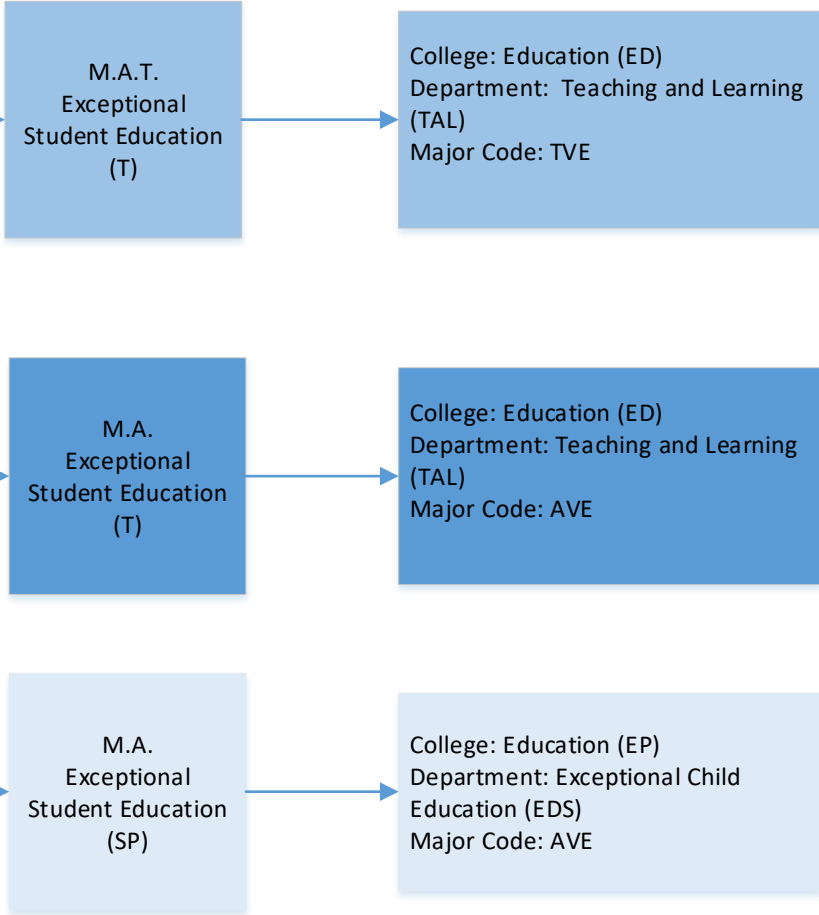 M.A.T.
Exceptional
Student Education
(T)
College: Education (ED)
Department:  Teaching and Learning
(TAL)
Major Code: TVE
M.A.
Exceptional
Student Education
(T)
College: Education (ED)
Department: Teaching and Learning
(TAL)
Major Code: AVE
M.A.
Exceptional
Student Education
(SP)
College: Education (EP)
Department: Exceptional Child
Education (EDS)
Major Code: AVE